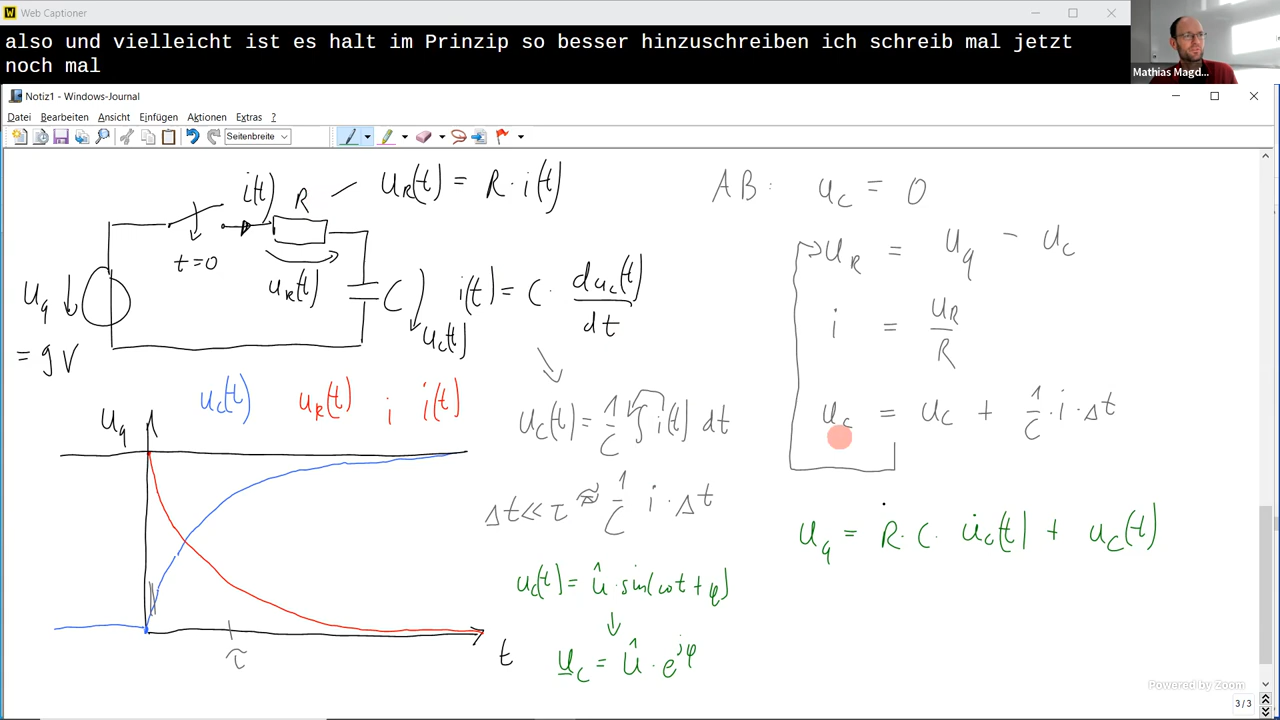 Web Captioner
also und vielleicht ist es halt im Prinzip so besser hinzuschreiben ich schreib mal jetzt
noch mal
Mathias Magd...
Notiz1 - Windows-Journal
Datei Bearbeiten Ansicht Einfügen Aktionen Extras ?
Seitenbreite
i(t) R u_R(t) = R · i(t)
t=0
u_R(t)
u_q
= 9V
C
u_C(t)
i(t) = C · du_C(t)/dt
u_C(t) u_R(t) i i(t)
u_q
τ
t
u_C(t) = 1/C ∫ i(t) dt
Δt << τ ≈ 1/C i · Δt
u_C(t) = û · sin(ωt + φ)
↓
u_C = û · e^jφ
AB: u_C = 0
u_R = u_q - u_C
i = u_R/R
u_C = u_C + 1/C · i · Δt
u_q = R · C · u̇_C(t) + u_C(t)
Powered by Zoom
3/3